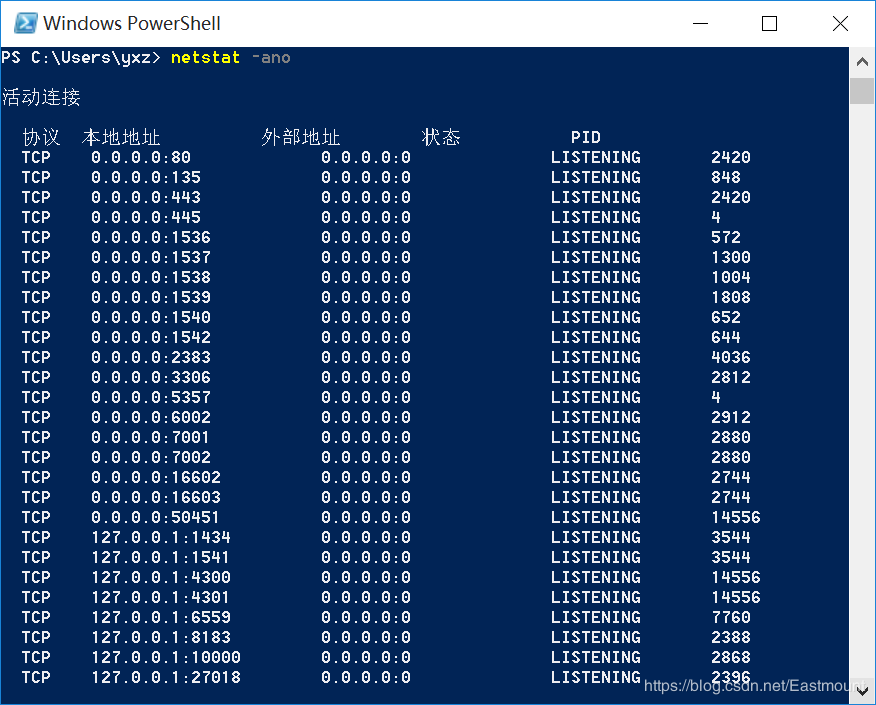 Windows PowerShell
PS C:\Users\yxz> netstat -ano
活动连接
协议 本地地址 外部地址 状态 PID
TCP 0.0.0.0:80 0.0.0.0:0 LISTENING 2420
TCP 0.0.0.0:135 0.0.0.0:0 LISTENING 848
TCP 0.0.0.0:443 0.0.0.0:0 LISTENING 2420
TCP 0.0.0.0:445 0.0.0.0:0 LISTENING 4
TCP 0.0.0.0:1536 0.0.0.0:0 LISTENING 572
TCP 0.0.0.0:1537 0.0.0.0:0 LISTENING 1300
TCP 0.0.0.0:1538 0.0.0.0:0 LISTENING 1004
TCP 0.0.0.0:1539 0.0.0.0:0 LISTENING 1808
TCP 0.0.0.0:1540 0.0.0.0:0 LISTENING 652
TCP 0.0.0.0:1542 0.0.0.0:0 LISTENING 644
TCP 0.0.0.0:2383 0.0.0.0:0 LISTENING 4036
TCP 0.0.0.0:3306 0.0.0.0:0 LISTENING 2812
TCP 0.0.0.0:5357 0.0.0.0:0 LISTENING 4
TCP 0.0.0.0:6002 0.0.0.0:0 LISTENING 2912
TCP 0.0.0.0:7001 0.0.0.0:0 LISTENING 2880
TCP 0.0.0.0:7002 0.0.0.0:0 LISTENING 2880
TCP 0.0.0.0:16602 0.0.0.0:0 LISTENING 2744
TCP 0.0.0.0:16603 0.0.0.0:0 LISTENING 2744
TCP 0.0.0.0:50451 0.0.0.0:0 LISTENING 14556
TCP 127.0.0.1:1434 0.0.0.0:0 LISTENING 3544
TCP 127.0.0.1:1541 0.0.0.0:0 LISTENING 3544
TCP 127.0.0.1:4300 0.0.0.0:0 LISTENING 14556
TCP 127.0.0.1:4301 0.0.0.0:0 LISTENING 14556
TCP 127.0.0.1:6559 0.0.0.0:0 LISTENING 7760
TCP 127.0.0.1:8183 0.0.0.0:0 LISTENING 2388
TCP 127.0.0.1:10000 0.0.0.0:0 LISTENING 2868
TCP 127.0.0.1:27018 0.0.0.0:0 LISTENING 2396
https://blog.csdn.net/Eastmount